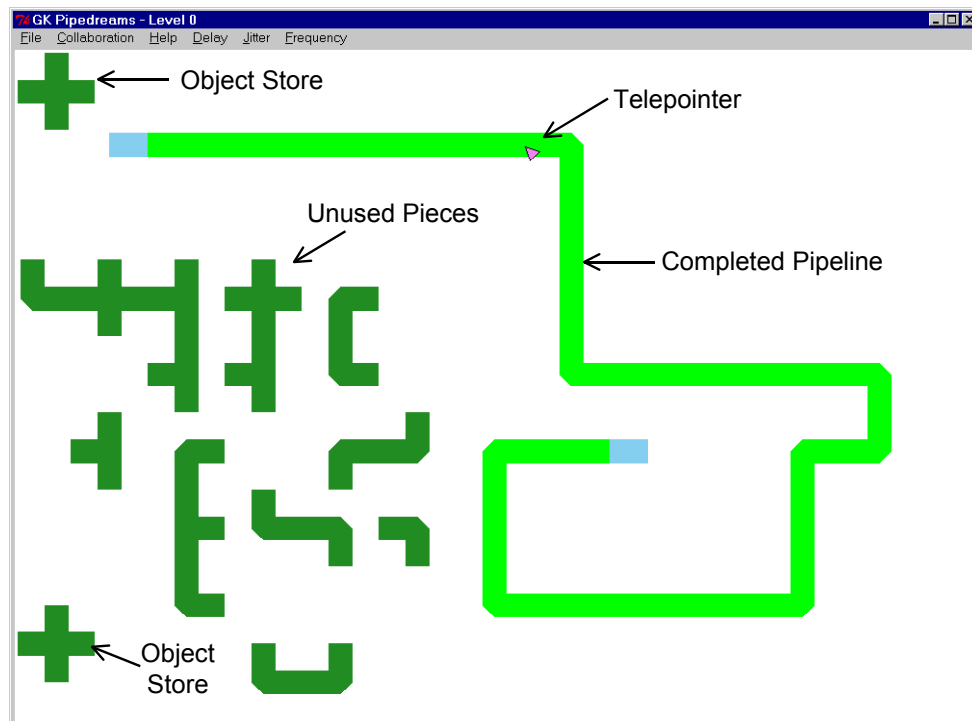 GK Pipedreams - Level 0
File Collaboration Help Delay Jitter Frequency
Object Store
Telepointer
Unused Pieces
Completed Pipeline
Object
Store